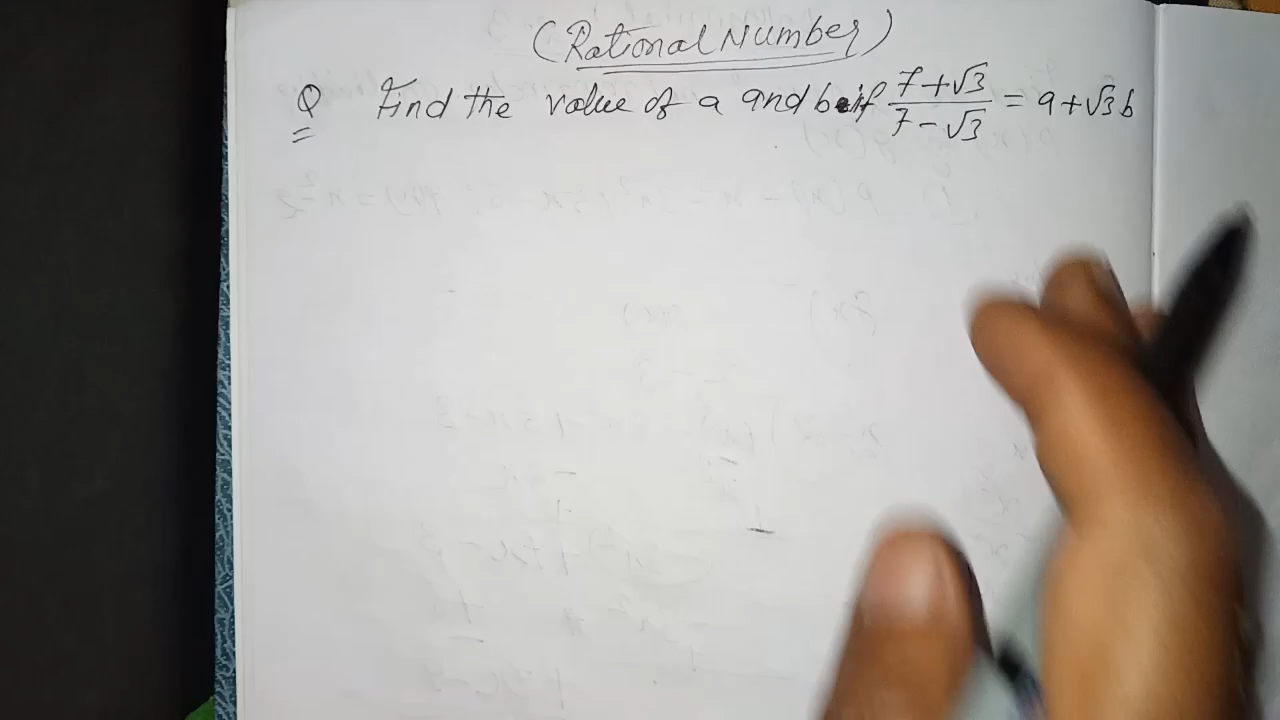 (Rational Number)
Q Find the value of a and b if 7+√3/7-√3 = a+√3b